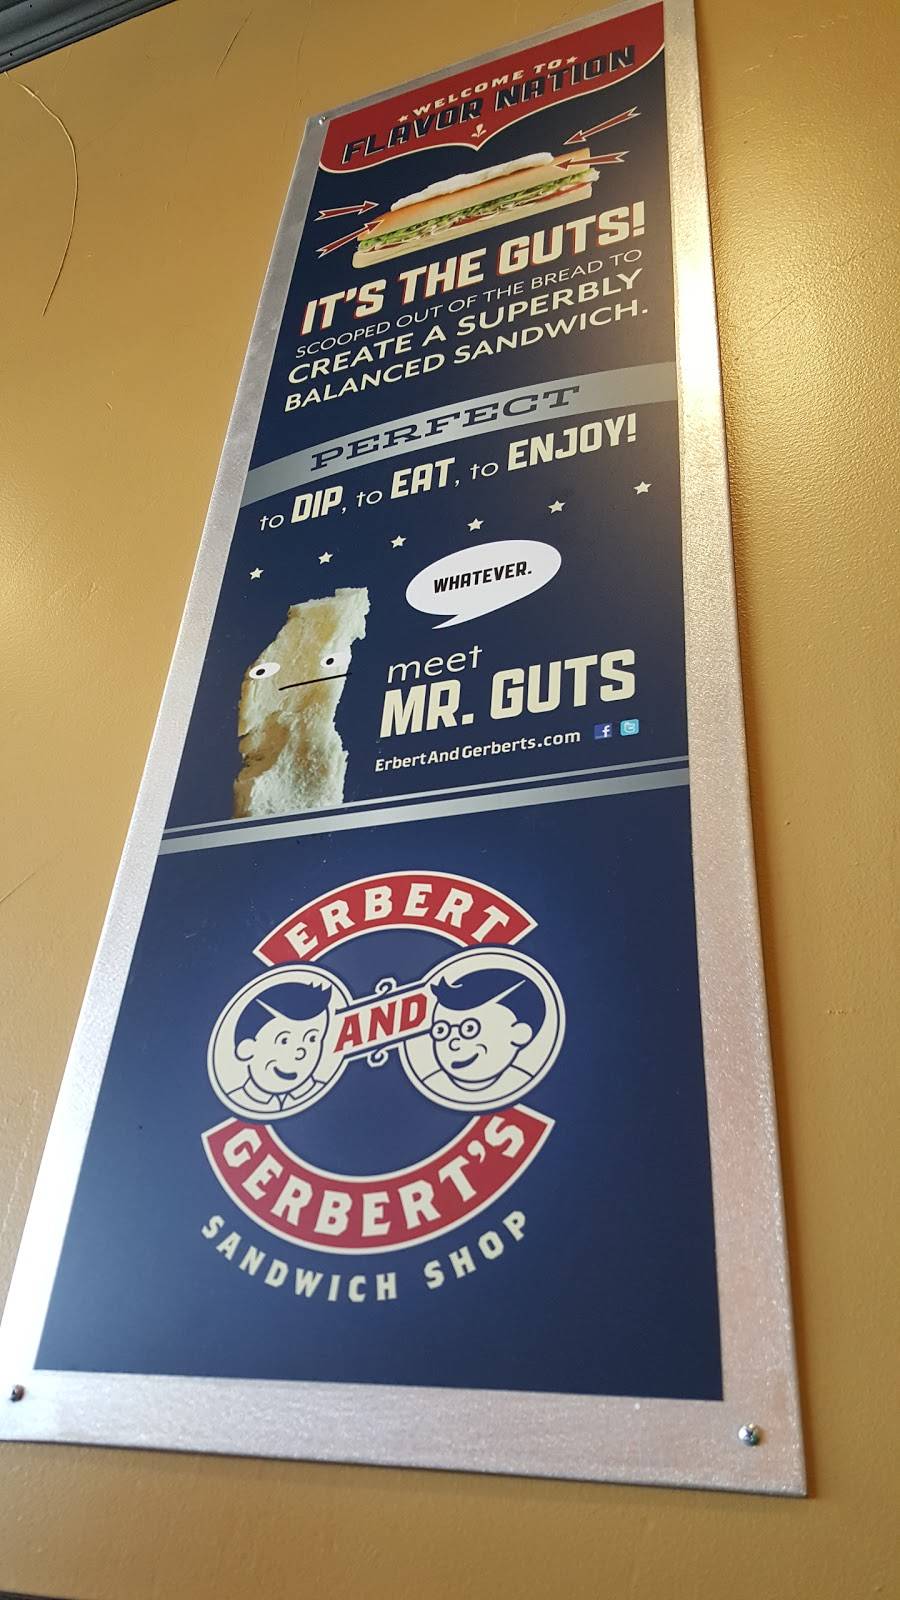 WELCOME TO
FLAVOR NATION
IT'S THE GUTS!
SCOOPED OUT OF THE BREAD TO
CREATE A SUPERBLY
BALANCED SANDWICH.
PERFECT
to DIP, to EAT, to ENJOY!
WHATEVER.
meet
MR. GUTS
ErbertAndGerberts.com
ERBERT
AND
GERBERT'S
SANDWICH SHOP